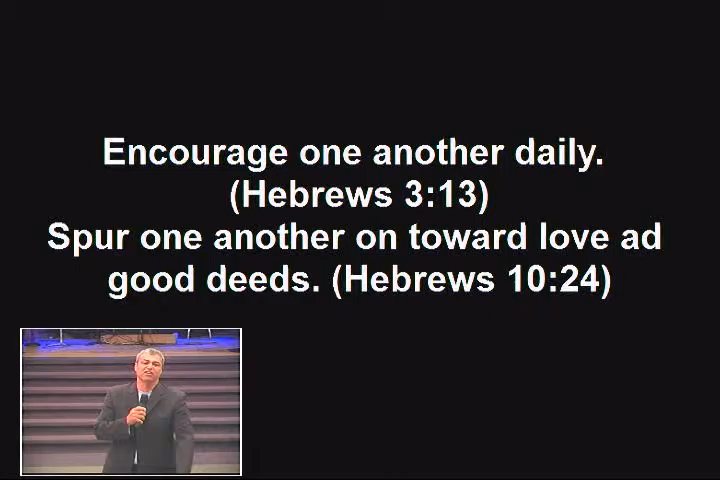 Encourage one another daily.
(Hebrews 3:13)
Spur one another on toward love ad
good deeds. (Hebrews 10:24)